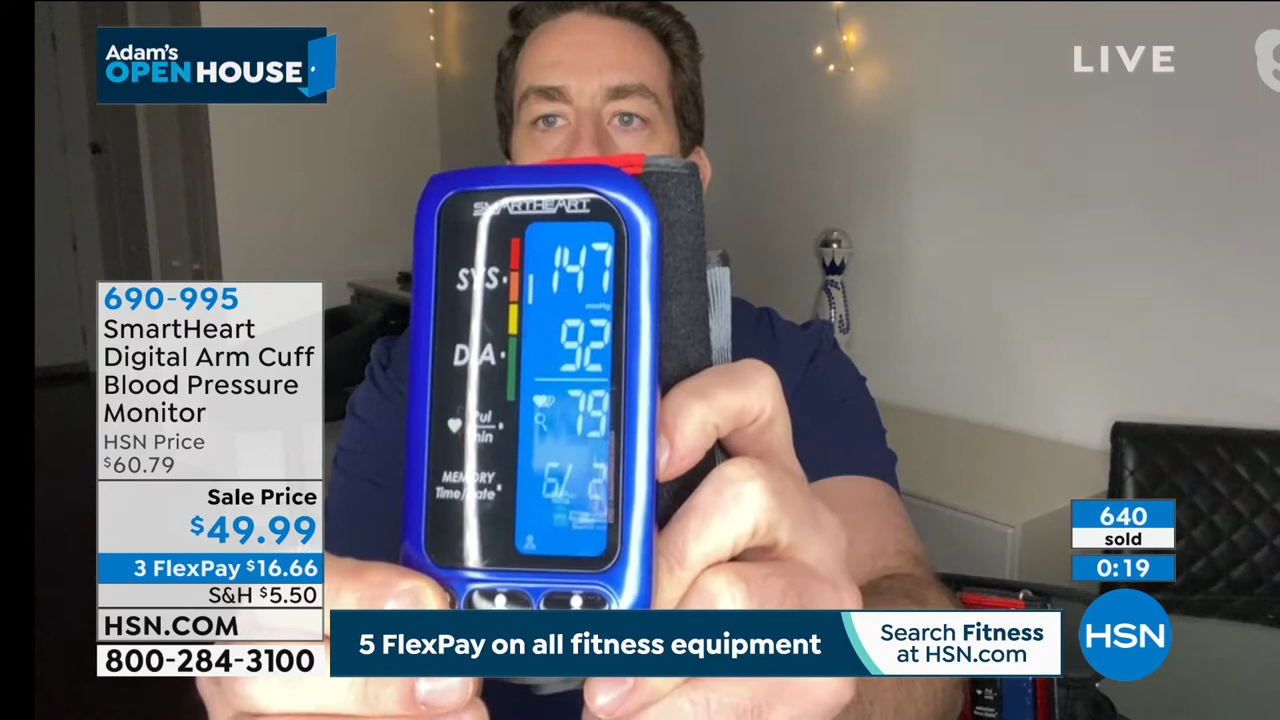 Adam's
OPEN HOUSE
LIVE
SMARTHEART
SYS.
147
mmHg
DIA
92
Pul
min
79
MEMORY
Time/Date
6/ 2
690-995
SmartHeart
Digital Arm Cuff
Blood Pressure
Monitor
HSN Price
$60.79
Sale Price
$49.99
3 FlexPay $16.66
S&H $5.50
HSN.COM
800-284-3100
640
sold
0:19
5 FlexPay on all fitness equipment
Search Fitness
at HSN.com
HSN